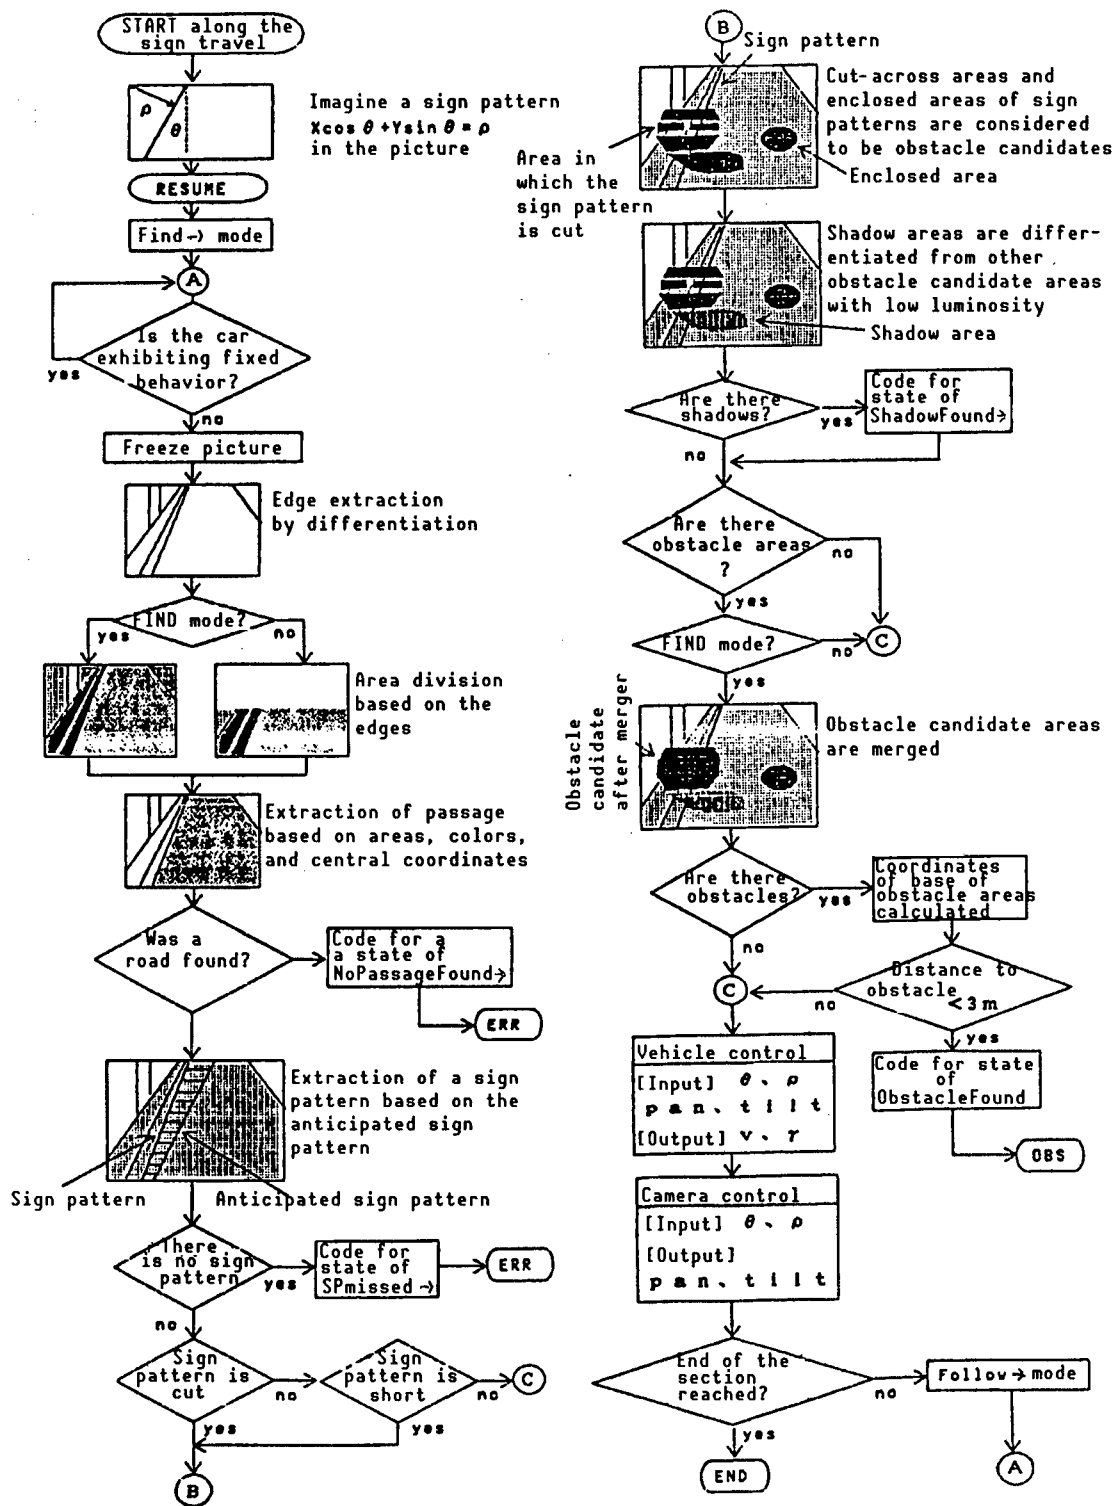 START along the
sign travel
ρ
θ
Imagine a sign pattern
Xcos θ +Ysin θ = ρ
in the picture
RESUME
Find→ mode
A
Is the car
exhibiting fixed
behavior?
yes
no
Freeze picture
Edge extraction
by differentiation
FIND mode?
yes
no
Area division
based on the
edges
Extraction of passage
based on areas, colors,
and central coordinates
Was a
road found?
Code for a
a state of
NoPassageFound→
ERR
Extraction of a sign
pattern based on the
anticipated sign
pattern
Sign pattern
Anticipated sign pattern
There
is no sign
pattern
yes
Code for
state of
SPmissed →
ERR
no
Sign
pattern is
cut
no
Sign
pattern is
short
no
C
yes
yes
B
B
Sign pattern
Cut-across areas and
enclosed areas of sign
patterns are considered
to be obstacle candidates
Enclosed area
Area in
which the
sign pattern
is cut
Shadow areas are differ-
entiated from other
obstacle candidate areas
with low luminosity
Shadow area
Are there
shadows?
yes
Code for
state of
ShadowFound→
no
Are there
obstacle areas
?
no
yes
FIND mode?
no
C
yes
Obstacle
candidate
after merger
Obstacle candidate areas
are merged
Are there
obstacles?
yes
Coordinates
of base of
obstacle areas
calculated
no
C
Distance to
obstacle
<3m
no
yes
Code for state
of
ObstacleFound
OBS
Vehicle control
[Input] θ、ρ
pan、tilt
[Output] v、γ
Camera control
[Input] θ、ρ
[Output]
pan、tilt
End of the
section
reached?
no
Follow→mode
A
yes
END